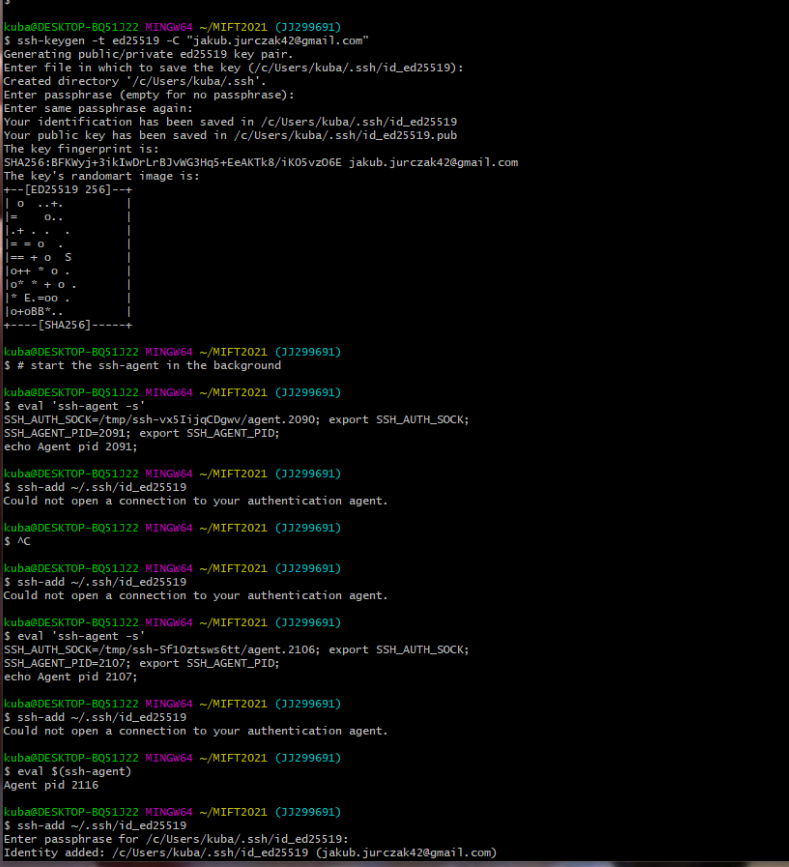 $
kuba@DESKTOP-BQ51J22 MINGW64 ~/MIFT2021 (JJ299691)
$ ssh-keygen -t ed25519 -C "jakub.jurczak42@gmail.com"
Generating public/private ed25519 key pair.
Enter file in which to save the key (/c/Users/kuba/.ssh/id_ed25519):
Created directory '/c/Users/kuba/.ssh'.
Enter passphrase (empty for no passphrase):
Enter same passphrase again:
Your identification has been saved in /c/Users/kuba/.ssh/id_ed25519
Your public key has been saved in /c/Users/kuba/.ssh/id_ed25519.pub
The key fingerprint is:
SHA256:BFKWyj+3ikIwDrLrBJvWG3Hq5+EeAKTk8/iKO5vzO6E jakub.jurczak42@gmail.com
The key's randomart image is:
+--[ED25519 256]--+
| o  ..+.         |
|=    o..         |
|.+ . .  .        |
|= = o  .         |
|== + o  S        |
|o++ * o .        |
|o* * + o .       |
|* E.=oo .        |
|o+oBB*..         |
+----[SHA256]-----+
kuba@DESKTOP-BQ51J22 MINGW64 ~/MIFT2021 (JJ299691)
$ # start the ssh-agent in the background
kuba@DESKTOP-BQ51J22 MINGW64 ~/MIFT2021 (JJ299691)
$ eval 'ssh-agent -s'
SSH_AUTH_SOCK=/tmp/ssh-vx5IijqCDgwv/agent.2090; export SSH_AUTH_SOCK;
SSH_AGENT_PID=2091; export SSH_AGENT_PID;
echo Agent pid 2091;
kuba@DESKTOP-BQ51J22 MINGW64 ~/MIFT2021 (JJ299691)
$ ssh-add ~/.ssh/id_ed25519
Could not open a connection to your authentication agent.
kuba@DESKTOP-BQ51J22 MINGW64 ~/MIFT2021 (JJ299691)
$ ^C
kuba@DESKTOP-BQ51J22 MINGW64 ~/MIFT2021 (JJ299691)
$ ssh-add ~/.ssh/id_ed25519
Could not open a connection to your authentication agent.
kuba@DESKTOP-BQ51J22 MINGW64 ~/MIFT2021 (JJ299691)
$ eval 'ssh-agent -s'
SSH_AUTH_SOCK=/tmp/ssh-Sf10ztsws6tt/agent.2106; export SSH_AUTH_SOCK;
SSH_AGENT_PID=2107; export SSH_AGENT_PID;
echo Agent pid 2107;
kuba@DESKTOP-BQ51J22 MINGW64 ~/MIFT2021 (JJ299691)
$ ssh-add ~/.ssh/id_ed25519
Could not open a connection to your authentication agent.
kuba@DESKTOP-BQ51J22 MINGW64 ~/MIFT2021 (JJ299691)
$ eval $(ssh-agent)
Agent pid 2116
kuba@DESKTOP-BQ51J22 MINGW64 ~/MIFT2021 (JJ299691)
$ ssh-add ~/.ssh/id_ed25519
Enter passphrase for /c/Users/kuba/.ssh/id_ed25519:
Identity added: /c/Users/kuba/.ssh/id_ed25519 (jakub.jurczak42@gmail.com)